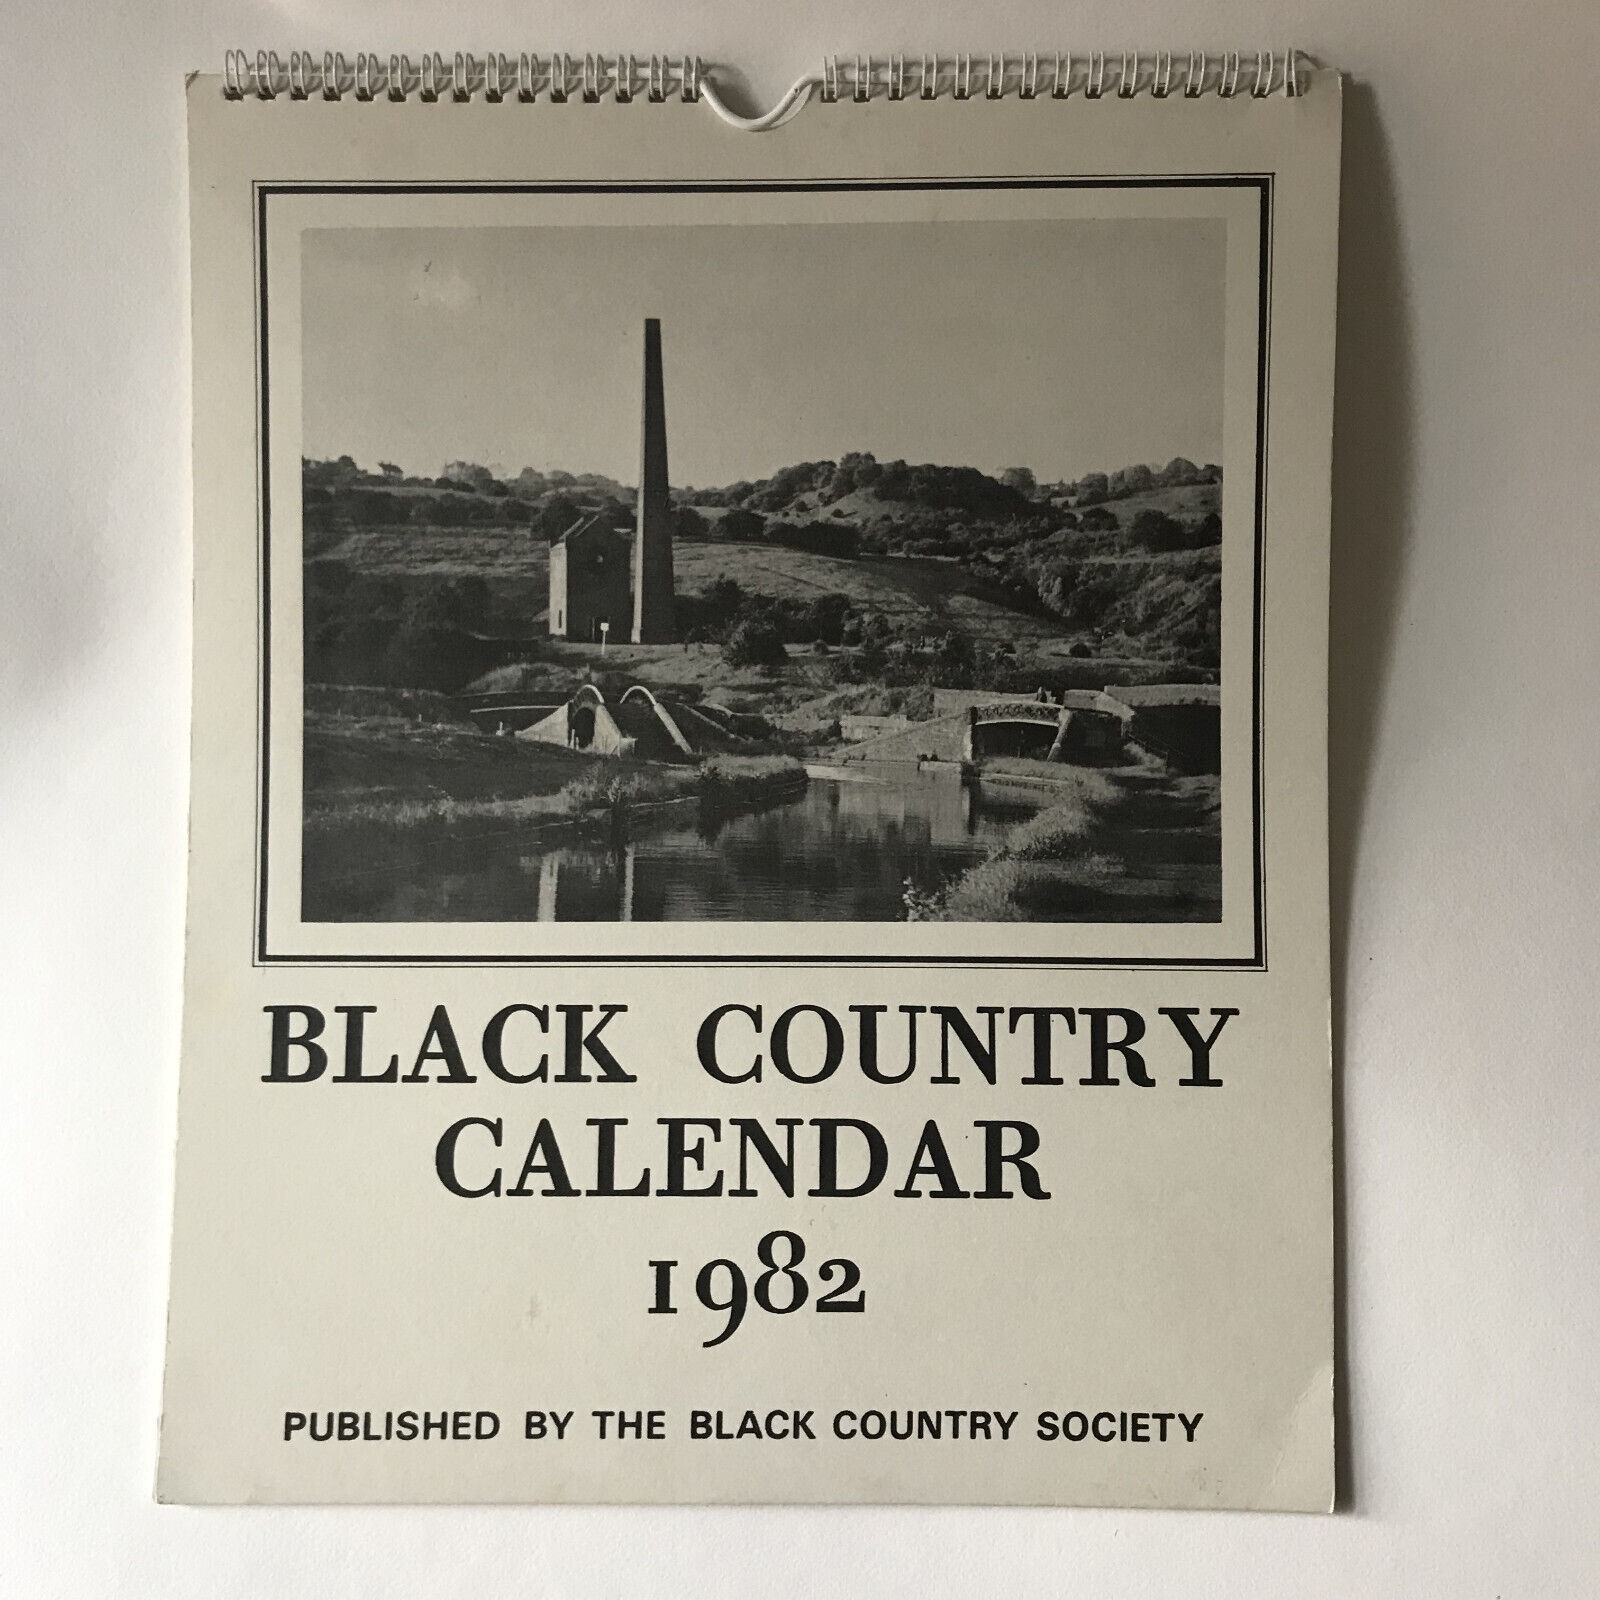 BLACK COUNTRY
CALENDAR
1982
PUBLISHED BY THE BLACK COUNTRY SOCIETY